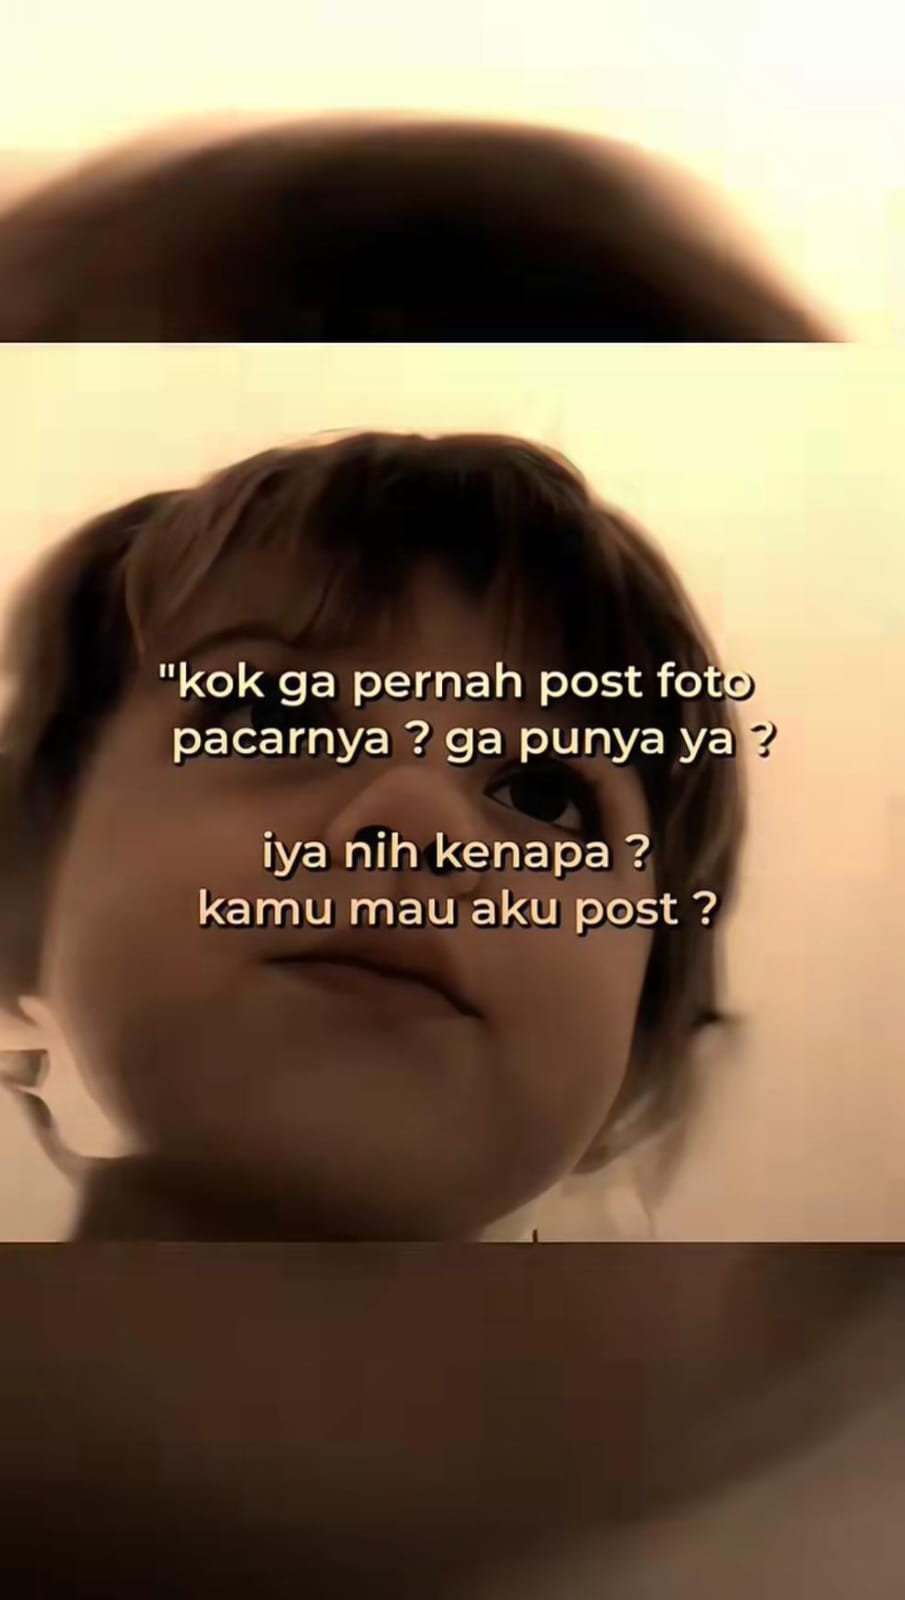 "kok ga pernah post foto
pacarnya ? ga punya ya ?
iya nih kenapa ?
kamu mau aku post ?